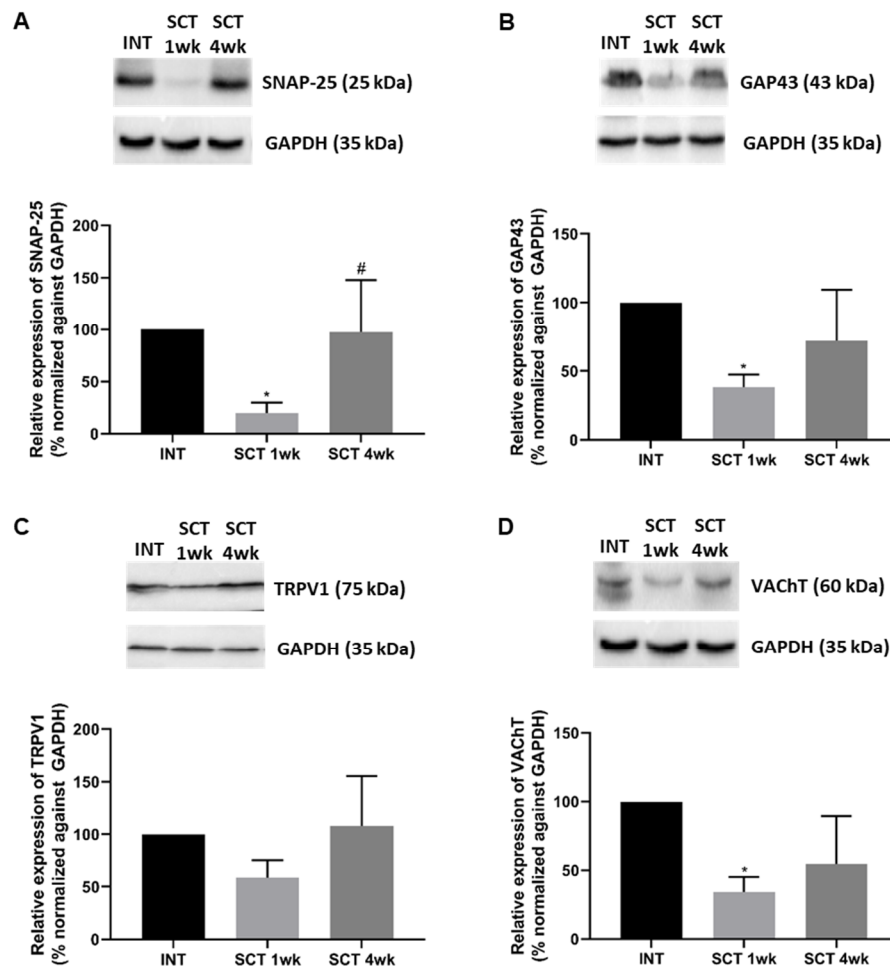 A
INT
SCT
1wk
SCT
4wk
SNAP-25 (25 kDa)
GAPDH (35 kDa)
Relative expression of SNAP-25
(% normalized against GAPDH)
200
150
100
50
0
*
#
INT
SCT 1wk
SCT 4wk
B
INT
SCT
1wk
SCT
4wk
GAP43 (43 kDa)
GAPDH (35 kDa)
Relative expression of GAP43
(% normalized against GAPDH)
150
100
50
0
*
INT
SCT 1wk
SCT 4wk
C
INT
SCT
1wk
SCT
4wk
TRPV1 (75 kDa)
GAPDH (35 kDa)
Relative expression of TRPV1
(% normalized against GAPDH)
200
150
100
50
0
INT
SCT 1wk
SCT 4wk
D
INT
SCT
1wk
SCT
4wk
VAChT (60 kDa)
GAPDH (35 kDa)
Relative expression of VAChT
(% normalized against GAPDH)
150
100
50
0
*
INT
SCT 1wk
SCT 4wk